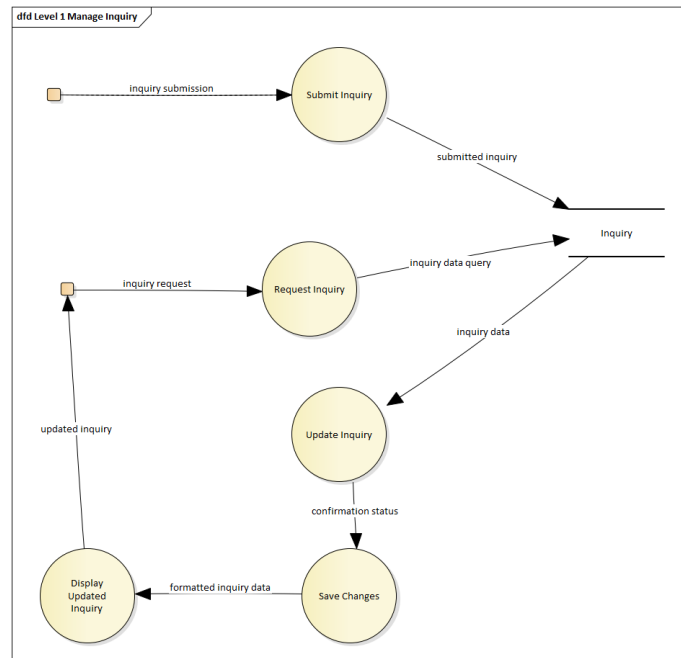 dfd Level 1 Manage Inquiry
inquiry submission
Submit Inquiry
submitted inquiry
Inquiry
inquiry data query
inquiry request
Request Inquiry
inquiry data
updated inquiry
Update Inquiry
confirmation status
formatted inquiry data
Display
Updated
Inquiry
Save Changes